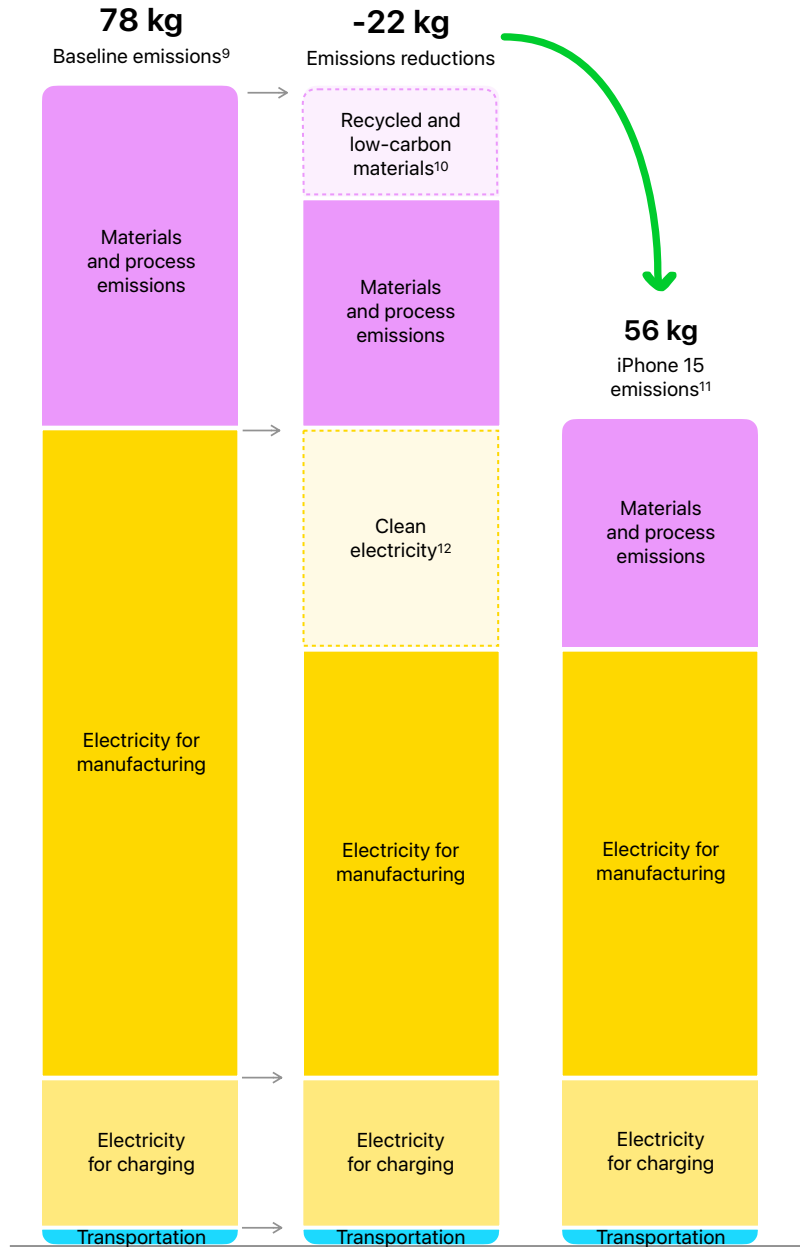 78 kg
Baseline emissions⁹
Materials
and process
emissions
Electricity for
manufacturing
Electricity
for charging
Transportation
-22 kg
Emissions reductions
Recycled and
low-carbon
materials¹⁰
Materials
and process
emissions
Clean
electricity¹²
Electricity for
manufacturing
Electricity
for charging
Transportation
56 kg
iPhone 15
emissions¹¹
Materials
and process
emissions
Electricity for
manufacturing
Electricity
for charging
Transportation